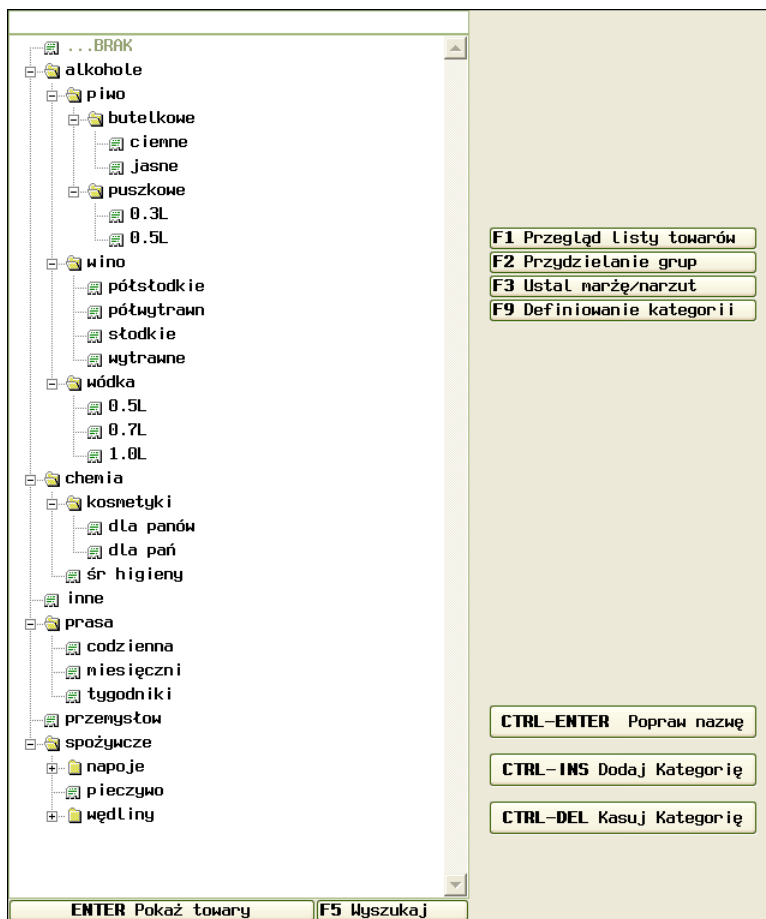 ...BRAK
alkohole
piwo
butelkowe
ciemne
jasne
puszkowe
0.3L
0.5L
wino
półsłodkie
półwytrawn
słodkie
wytrawne
wódka
0.5L
0.7L
1.0L
chemia
kosmetyki
dla panów
dla pań
śr higieny
inne
prasa
codzienna
miesięczni
tygodniki
przemysłow
spożywcze
napoje
pieczywo
wędliny
ENTER Pokaż towary
F5 Wyszukaj
F1 Przegląd listy towarów
F2 Przydzielanie grup
F3 Ustal marżę/narzut
F9 Definiowanie kategorii
CTRL-ENTER Popraw nazwę
CTRL-INS Dodaj Kategorię
CTRL-DEL Kasuj Kategorię